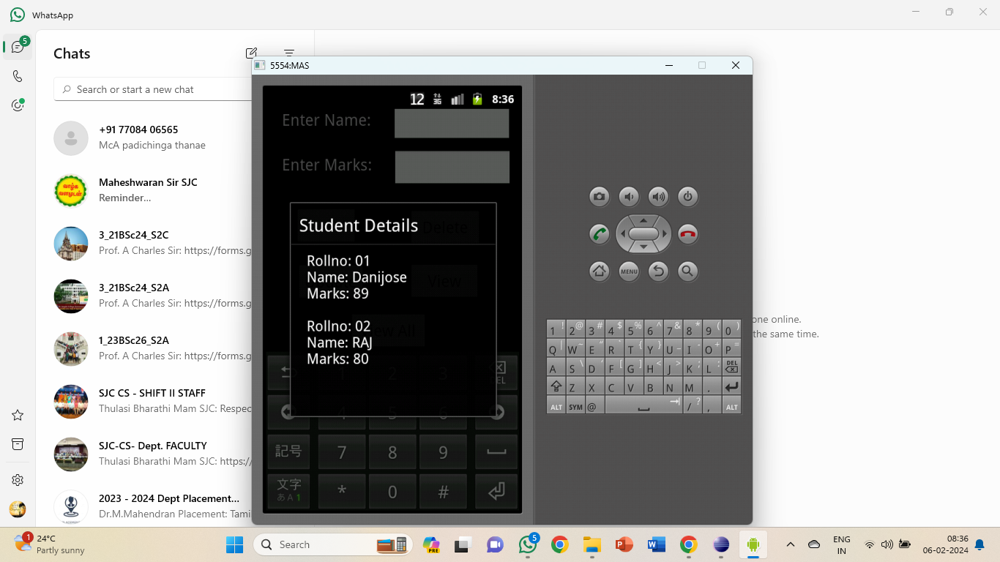 WhatsApp
5
Chats
Search or start a new chat
+91 77084 06565
McA padichinga thanae
Maheshwaran Sir SJC
Reminder...
வாழ்க
வளமுடன்
3_21BSc24_S2C
Prof. A Charles Sir: https://forms.g
3_21BSc24_S2A
Prof. A Charles Sir: https://forms.g
1_23BSc26_S2A
Prof. A Charles Sir: https://forms.g
SJC CS - SHIFT II STAFF
Thulasi Bharathi Mam SJC: Respec
SJC-CS- Dept. FACULTY
Thulasi Bharathi Mam SJC: https:/
2023 - 2024 Dept Placement...
Dr.M.Mahendran Placement: Tami
5554:MAS
12 3G 8:36
Enter Name:
Enter Marks:
Delete
View
All
Student Details
Rollno: 01
Name: Danijose
Marks: 89
Rollno: 02
Name: RAJ
Marks: 80
1 2 3 DEL
4 5 6
記号 7 8 9
文字 あA1 * 0 #
MENU
1 ! 2 @ 3 # 4 $ 5 % 6 ^ 7 & 8 * 9 ( 0 )
Q | W ~ E " R ` T { Y } U _ I - O + P =
A S \ D ' F [ G ] H < J > K ; L : DEL
Z X C V B N M .
ALT SYM @ / ? , ALT
one online.
the same time.
1
24°C
Partly sunny
Search
PRE
5
ENG
IN
08:36
06-02-2024